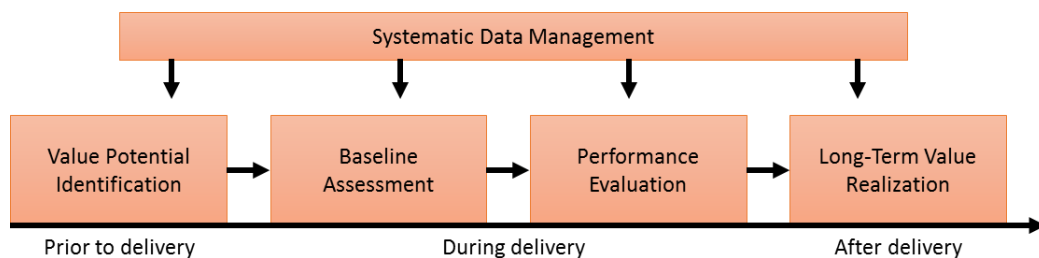 Systematic Data Management
Value Potential
Identification
Baseline
Assessment
Performance
Evaluation
Long-Term Value
Realization
Prior to delivery
During delivery
After delivery